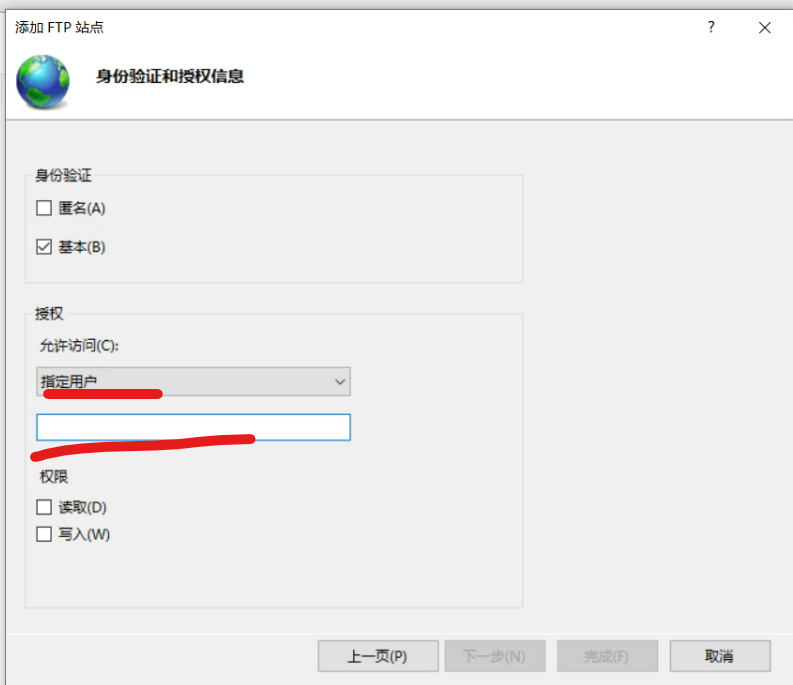 添加 FTP 站点
?
身份验证和授权信息
身份验证
匿名(A)
基本(B)
授权
允许访问(C):
指定用户
权限
读取(D)
写入(W)
上一页(P) 下一步(N) 完成(F) 取消